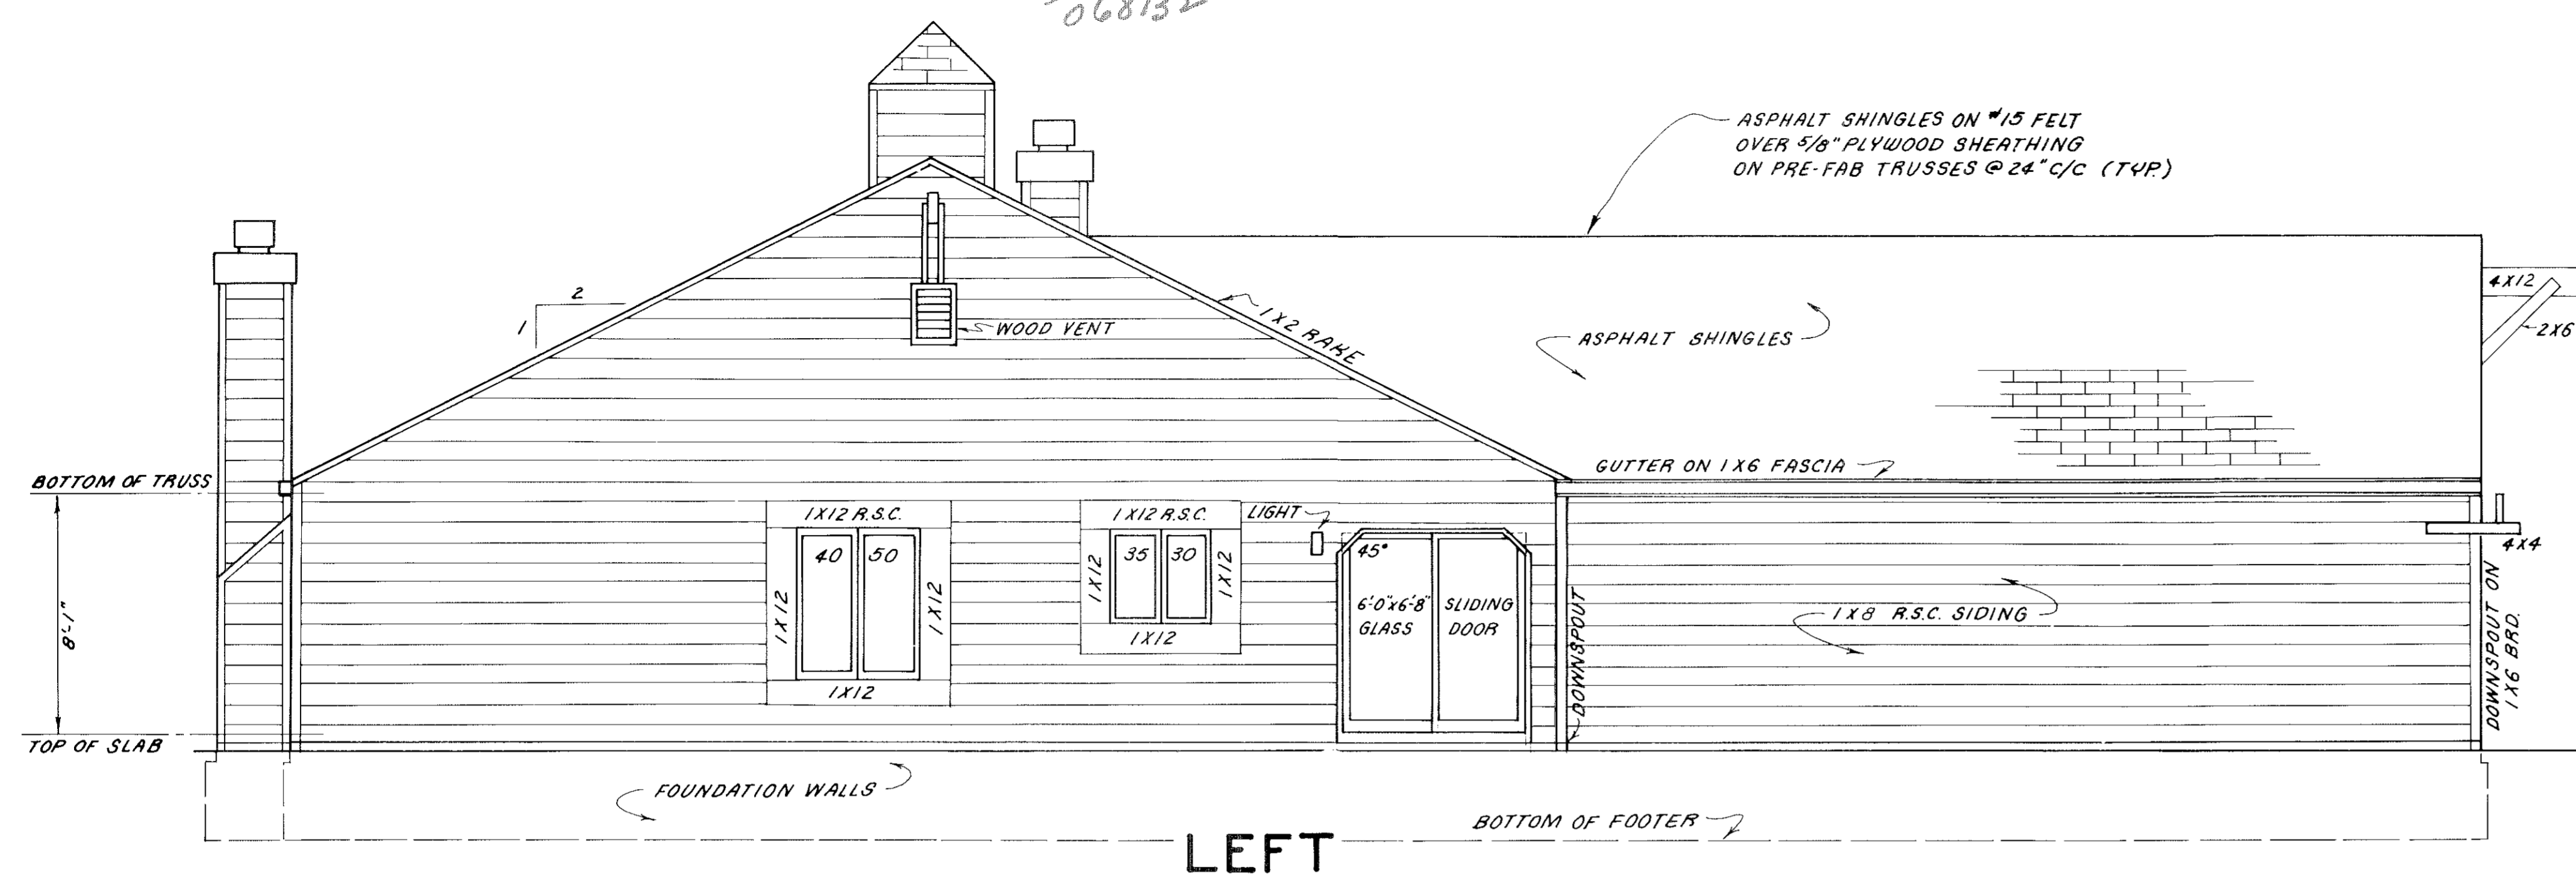 068132
ASPHALT SHINGLES ON #15 FELT
OVER 5/8" PLYWOOD SHEATHING
ON PRE-FAB TRUSSES @ 24" C/C (TYP.)
4X12
2X6
2
1
WOOD VENT
1X2 RAKE
ASPHALT SHINGLES
GUTTER ON 1X6 FASCIA
BOTTOM OF TRUSS
8'-1"
TOP OF SLAB
1X12 R.S.C.
40
50
1X12
1X12
1X12
1X12 R.S.C.
35
30
1X12
1X12
1X12
LIGHT
45°
6'-0"x6'-8" SLIDING
GLASS DOOR
DOWNSPOUT
1X8 R.S.C. SIDING
4X4
DOWNSPOUT ON
1X6 BRD.
FOUNDATION WALLS
BOTTOM OF FOOTER
LEFT